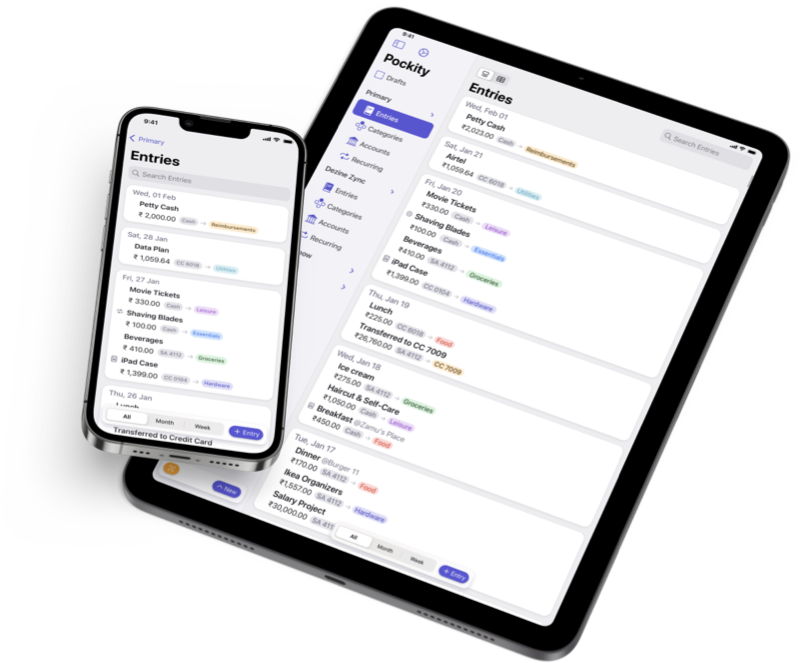 9:41
Primary
Entries
Search Entries
Wed, 01 Feb
Petty Cash
₹ 2,000.00 Cash → Reimbursements
Sat, 28 Jan
Data Plan
₹ 1,059.64 CC 6018 → Utilities
Fri, 27 Jan
Movie Tickets
₹ 330.00 Cash → Leisure
Shaving Blades
₹ 100.00 Cash → Essentials
Beverages
₹ 410.00 SA 4112 → Groceries
iPad Case
₹ 1,399.00 CC 0104 → Hardware
Thu, 26 Jan
Lunch
All Month Week + Entry
Transferred to Credit Card
9:41
Pockity
Drafts
Primary
Entries
Categories
Accounts
Recurring
Dezine Zync
Entries
Categories
Accounts
Recurring
New
Entries
Search Entries
Wed, Feb 01
Petty Cash
₹2,023.00 Cash → Reimbursements
Sat, Jan 21
Airtel
₹1,059.64 CC 6018 → Utilities
Fri, Jan 20
Movie Tickets
₹330.00 Cash → Leisure
Shaving Blades
₹100.00 Cash → Essentials
Beverages
₹410.00 SA 4112 → Groceries
iPad Case
₹1,399.00 CC 0104 → Hardware
Thu, Jan 19
Lunch
₹225.00 CC 6018 → Food
Transferred to CC 7009
₹26,760.00 SA 4112 → CC 7009
Wed, Jan 18
Ice cream
₹275.00 SA 4112 → Groceries
Haircut & Self-Care
₹1,050.00 Cash → Leisure
Breakfast @Zamu's Place
₹450.00 Cash → Food
Tue, Jan 17
Dinner @Burger 11
₹170.00 SA 4112 → Food
Ikea Organizers
₹1,557.00 SA 4112 → Hardware
Salary Project
₹30,000.00 SA 411
All Month Week + Entry